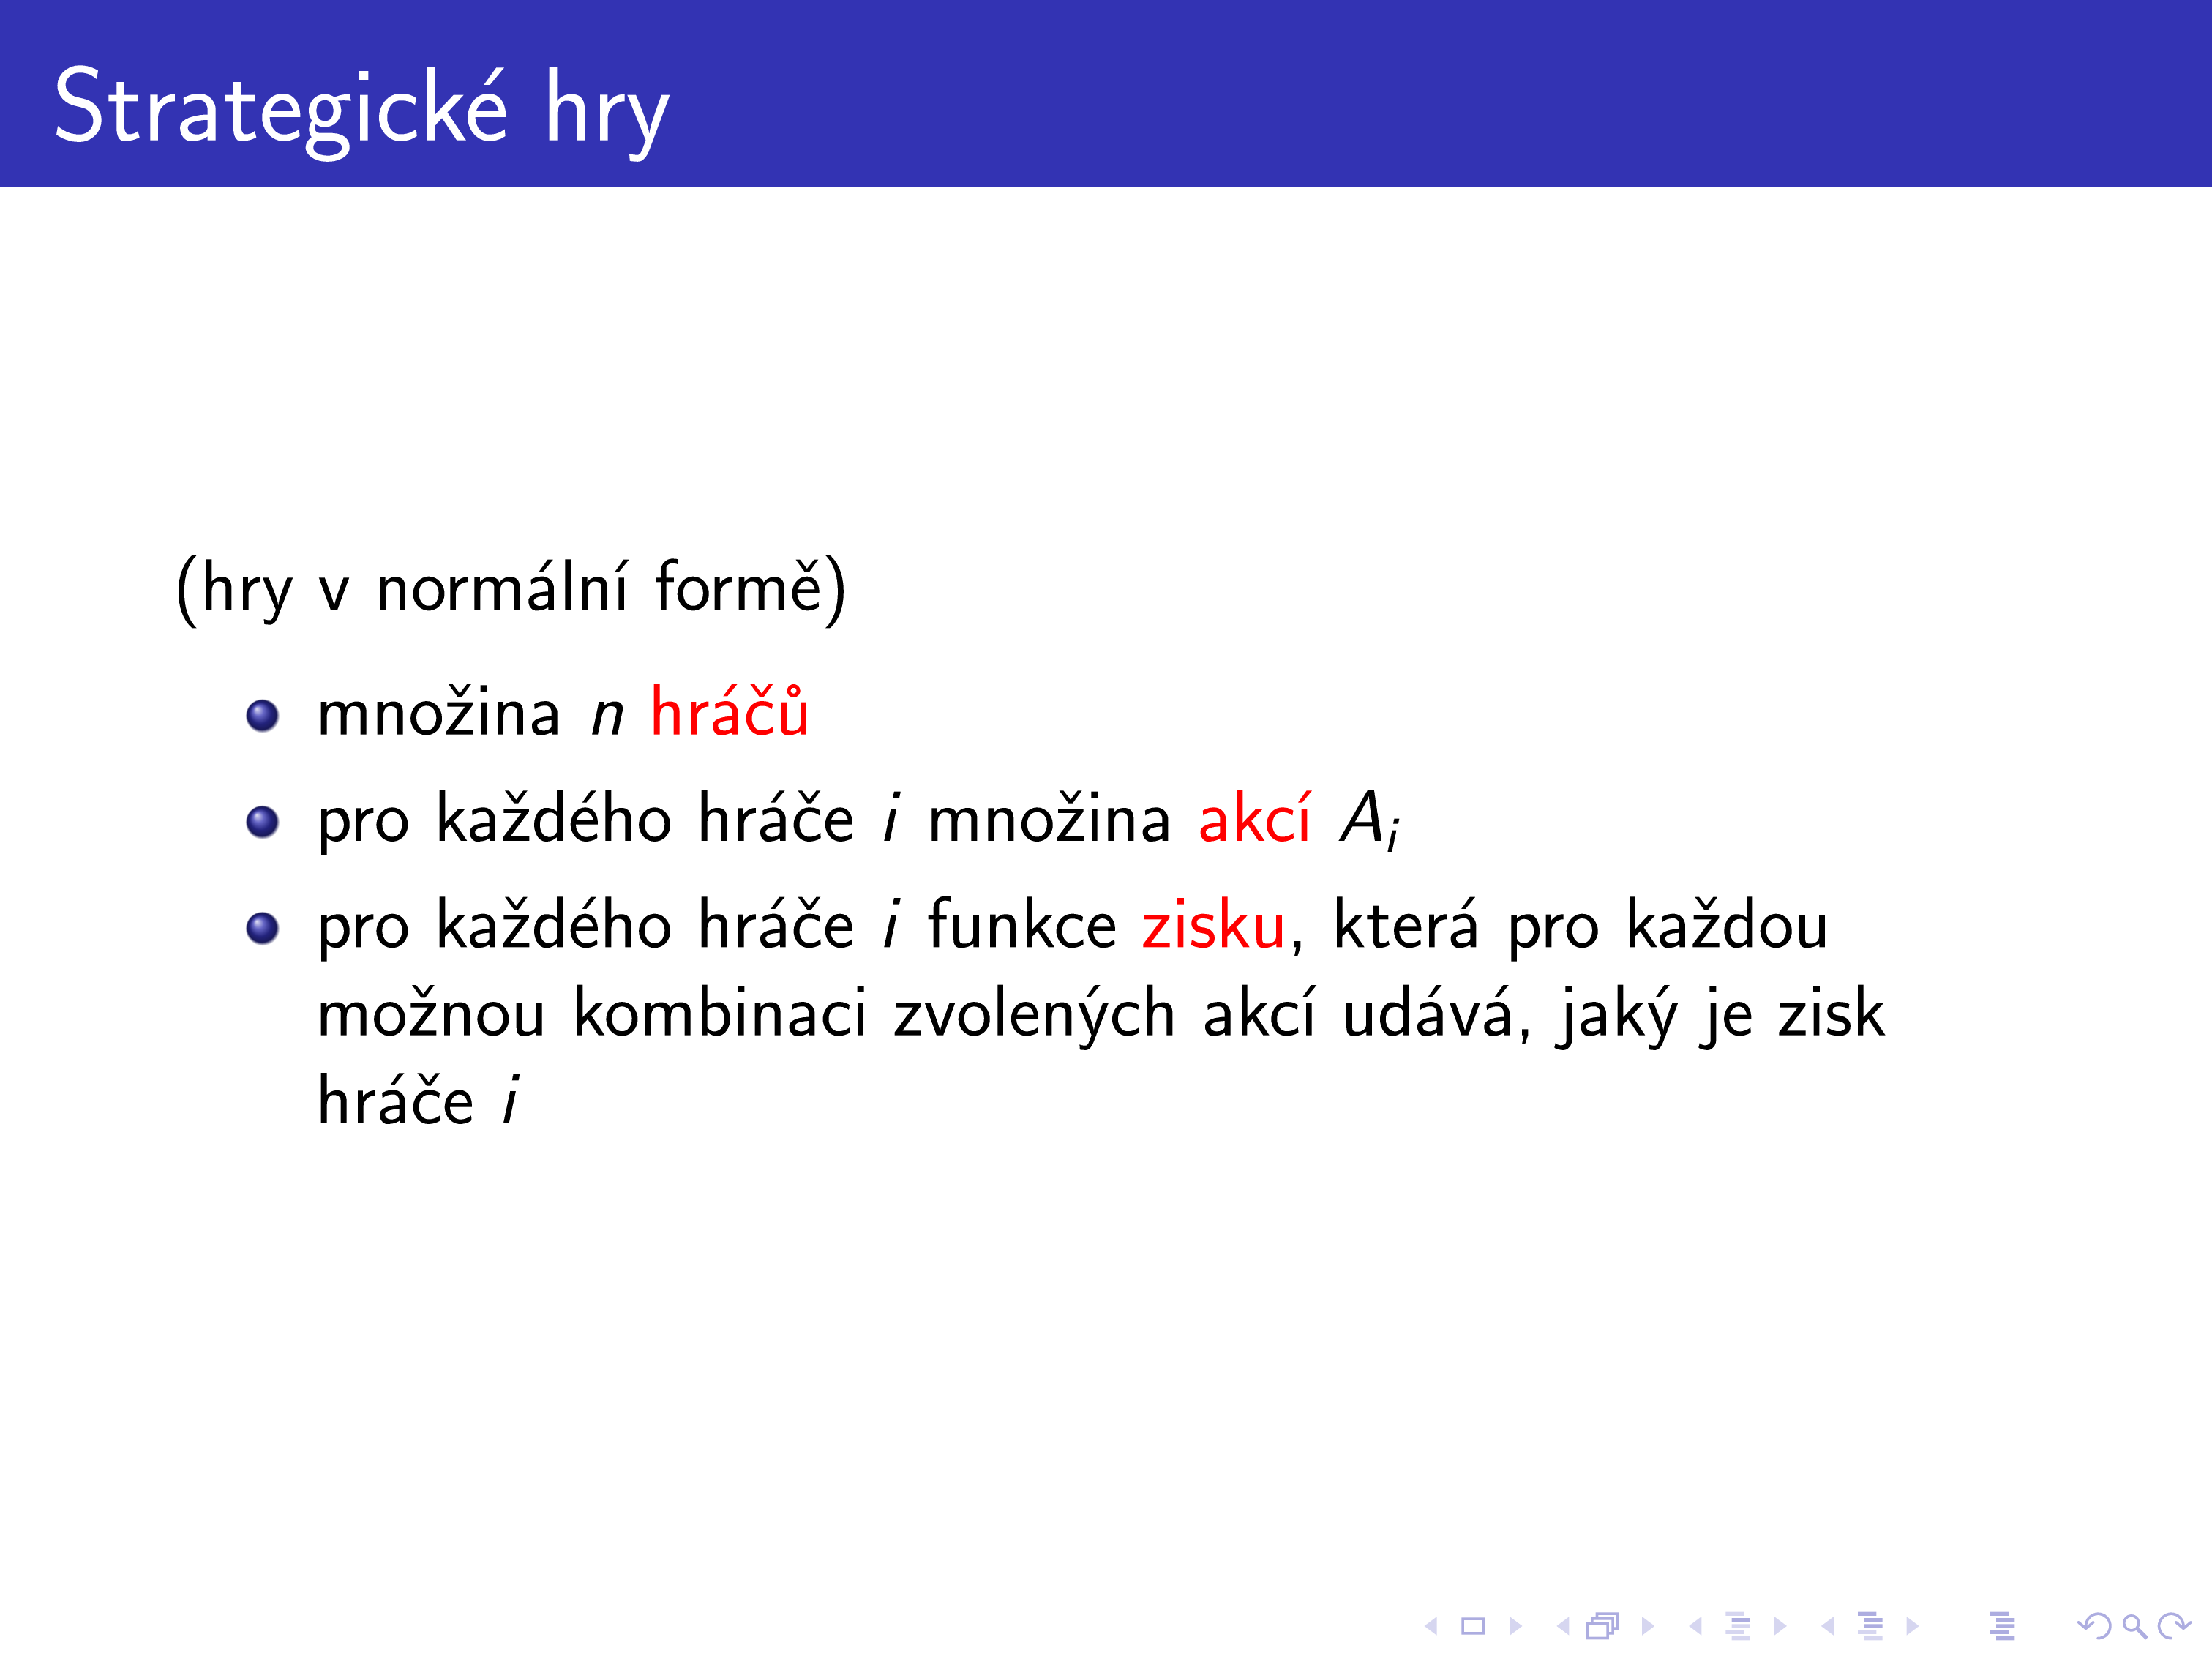 Strategické hry
(hry v normální formě)
množina n hráčů
pro každého hráče i množina akcí A_i
pro každého hráče i funkce zisku, která pro každou
možnou kombinaci zvolených akcí udává, jaký je zisk
hráče i